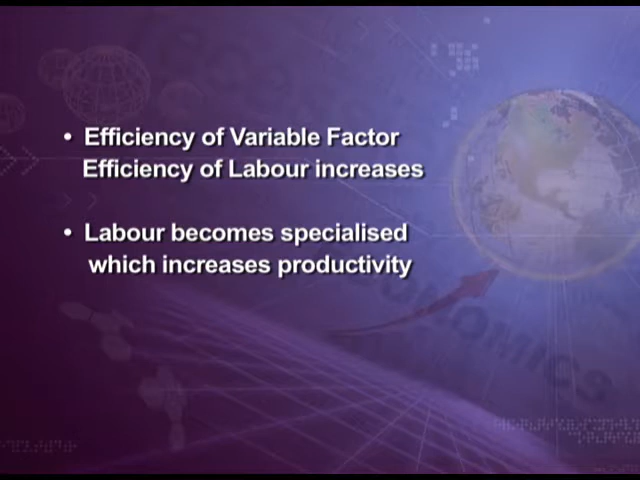 • Efficiency of Variable Factor
Efficiency of Labour increases
• Labour becomes specialised
which increases productivity